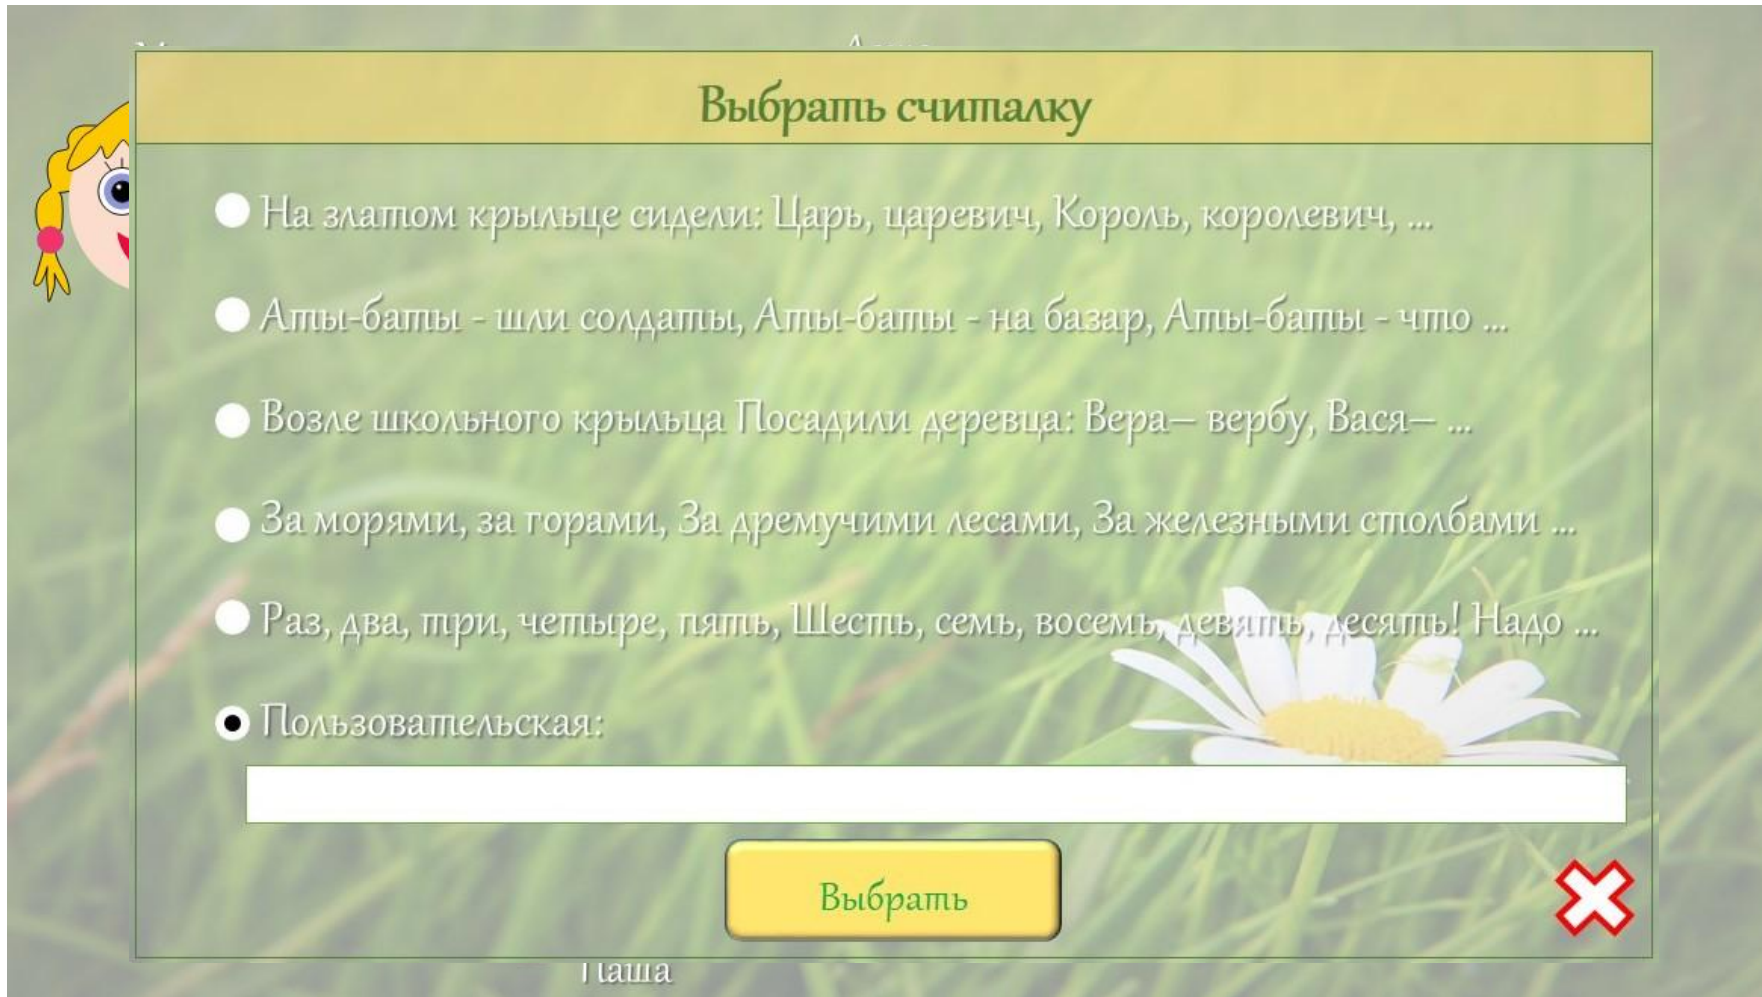 Выбрать считалку
На златом крыльце сидели: Царь, царевич, Король, королевич, ...
Аты-баты - шли солдаты, Аты-баты - на базар, Аты-баты - что ...
Возле школьного крыльца Посадили деревца: Вера— вербу, Вася— ...
За морями, за горами, За дремучими лесами, За железными столбами ...
Раз, два, три, четыре, пять, Шесть, семь, восемь, девять, десять! Надо ...
Пользовательская:
Выбрать
Паша